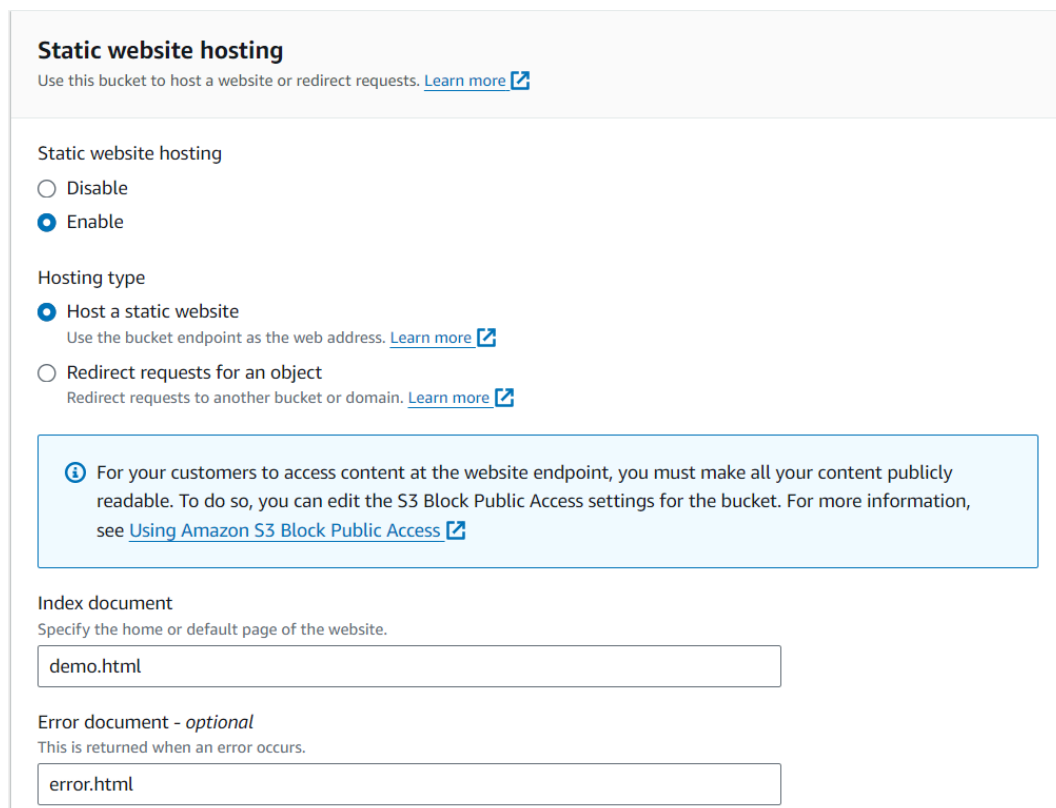 Static website hosting
Use this bucket to host a website or redirect requests. Learn more
Static website hosting
Disable
Enable
Hosting type
Host a static website
Use the bucket endpoint as the web address. Learn more
Redirect requests for an object
Redirect requests to another bucket or domain. Learn more
For your customers to access content at the website endpoint, you must make all your content publicly
readable. To do so, you can edit the S3 Block Public Access settings for the bucket. For more information,
see Using Amazon S3 Block Public Access
Index document
Specify the home or default page of the website.
demo.html
Error document - optional
This is returned when an error occurs.
error.html